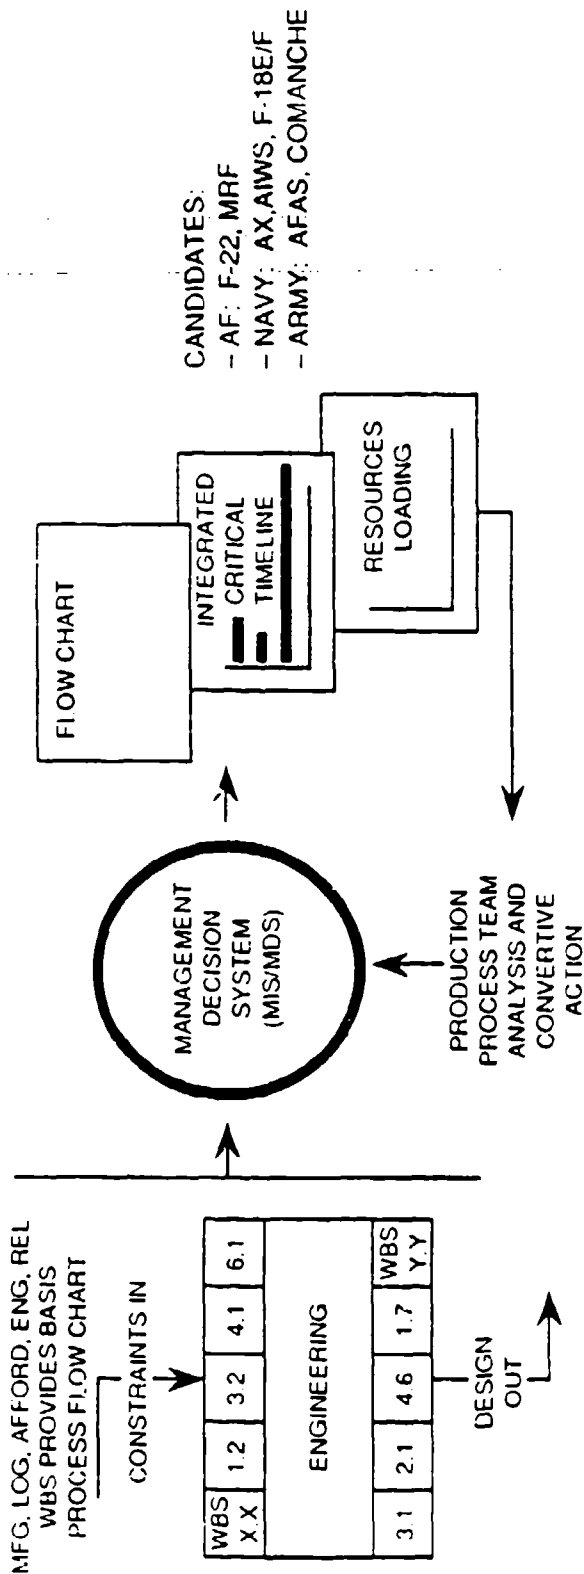 MFG, LOG, AFFORD, ENG, REL
WBS PROVIDES BASIS
PROCESS FLOW CHART
CONSTRAINTS IN
WBS
X.X
1.2
3.2
4.1
6.1
ENGINEERING
3.1
2.1
4.6
1.7
WBS
Y.Y
DESIGN
OUT
MANAGEMENT
DECISION
SYSTEM
(MIS/MDS)
PRODUCTION
PROCESS TEAM
ANALYSIS AND
CONVERTIVE
ACTION
FLOW CHART
INTEGRATED
CRITICAL
TIMELINE
RESOURCES
LOADING
CANDIDATES:
– AF: F-22, MRF
– NAVY: AX,AIWS, F-18E/F
– ARMY: AFAS, COMANCHE